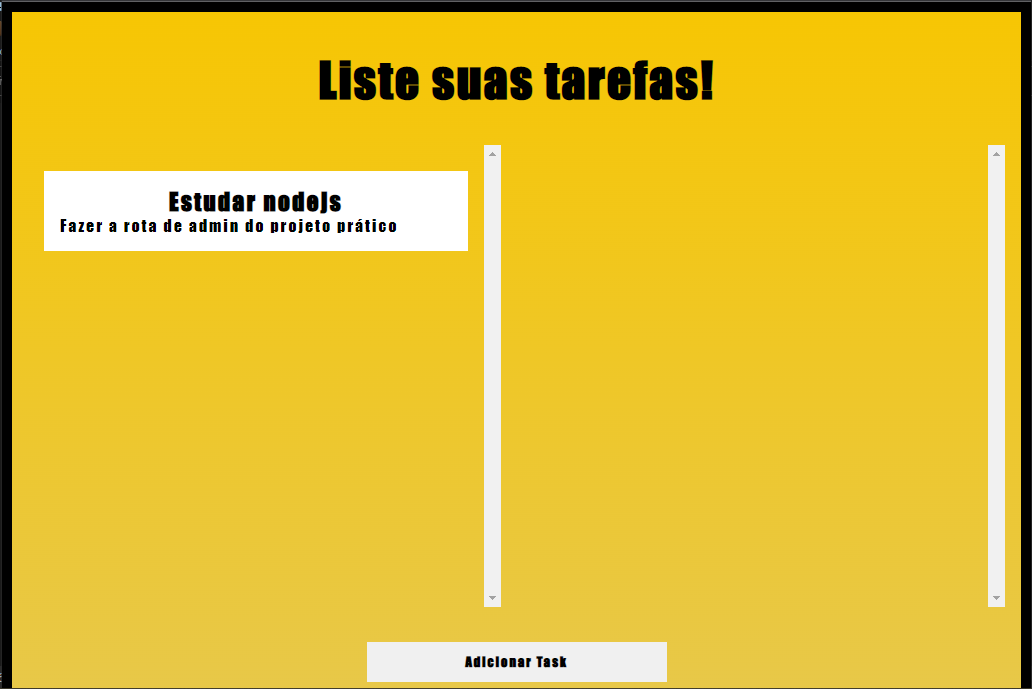 Liste suas tarefas!
Estudar nodejs
Fazer a rota de admin do projeto prático
Adicionar Task